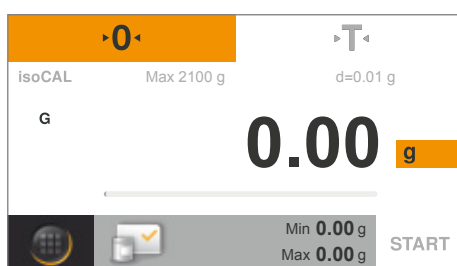 ▸0◂ ▸T◂
isoCAL Max 2100 g d=0.01 g
G
0.00 g
Min 0.00 g
Max 0.00 g
START